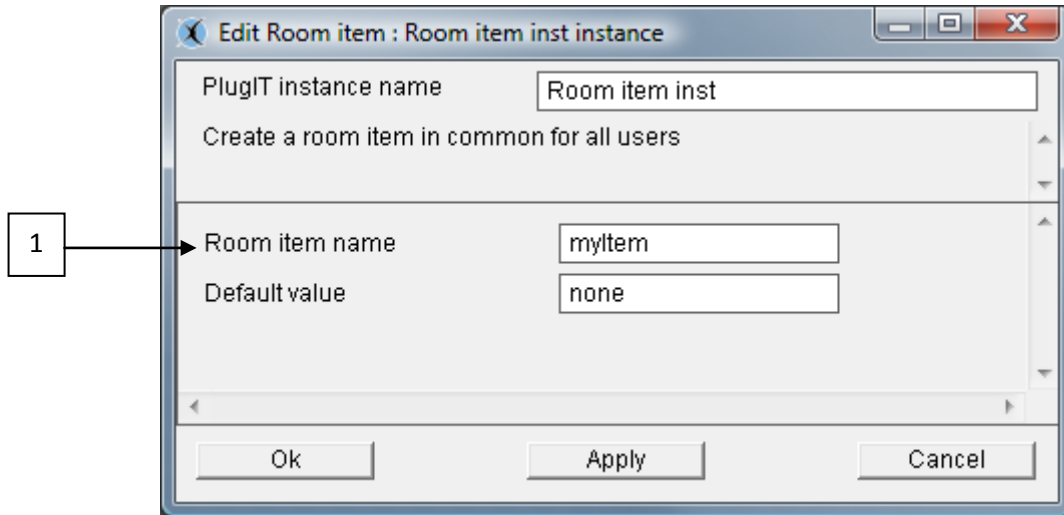 Edit Room item : Room item inst instance
PlugIT instance name Room item inst
Create a room item in common for all users
1 Room item name myItem
Default value none
Ok Apply Cancel